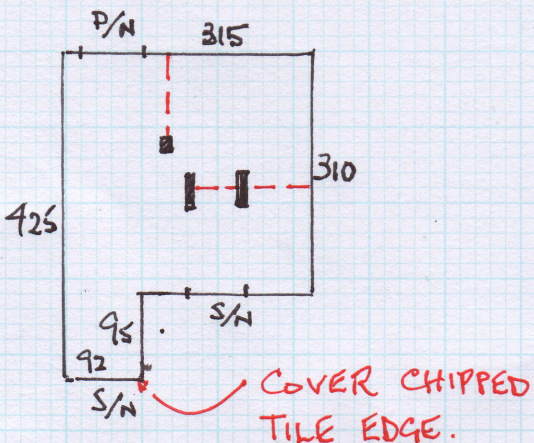 P/N
315
310
425
S/N
95
92
S/N
COVER CHIPPED
TILE EDGE.